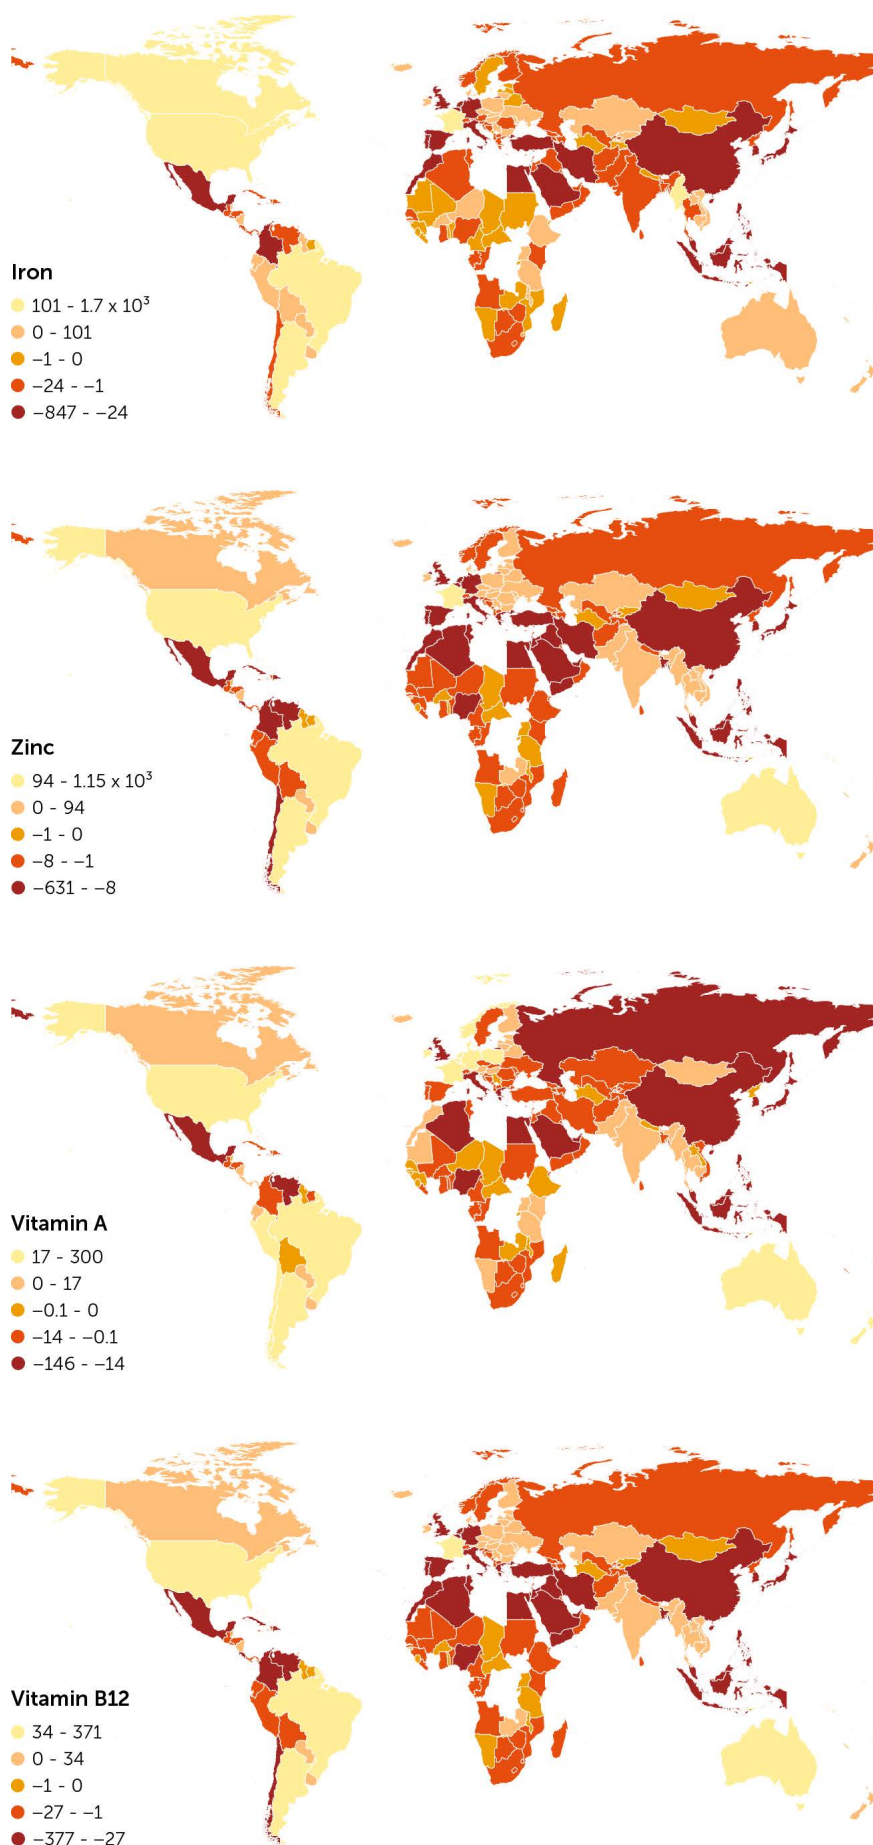 Iron
101 - 1.7 x 10³
0 - 101
–1 - 0
–24 - –1
–847 - –24
Zinc
94 - 1.15 x 10³
0 - 94
–1 - 0
–8 - –1
–631 - –8
Vitamin A
17 - 300
0 - 17
–0.1 - 0
–14 - –0.1
–146 - –14
Vitamin B12
34 - 371
0 - 34
–1 - 0
–27 - –1
–377 - –27